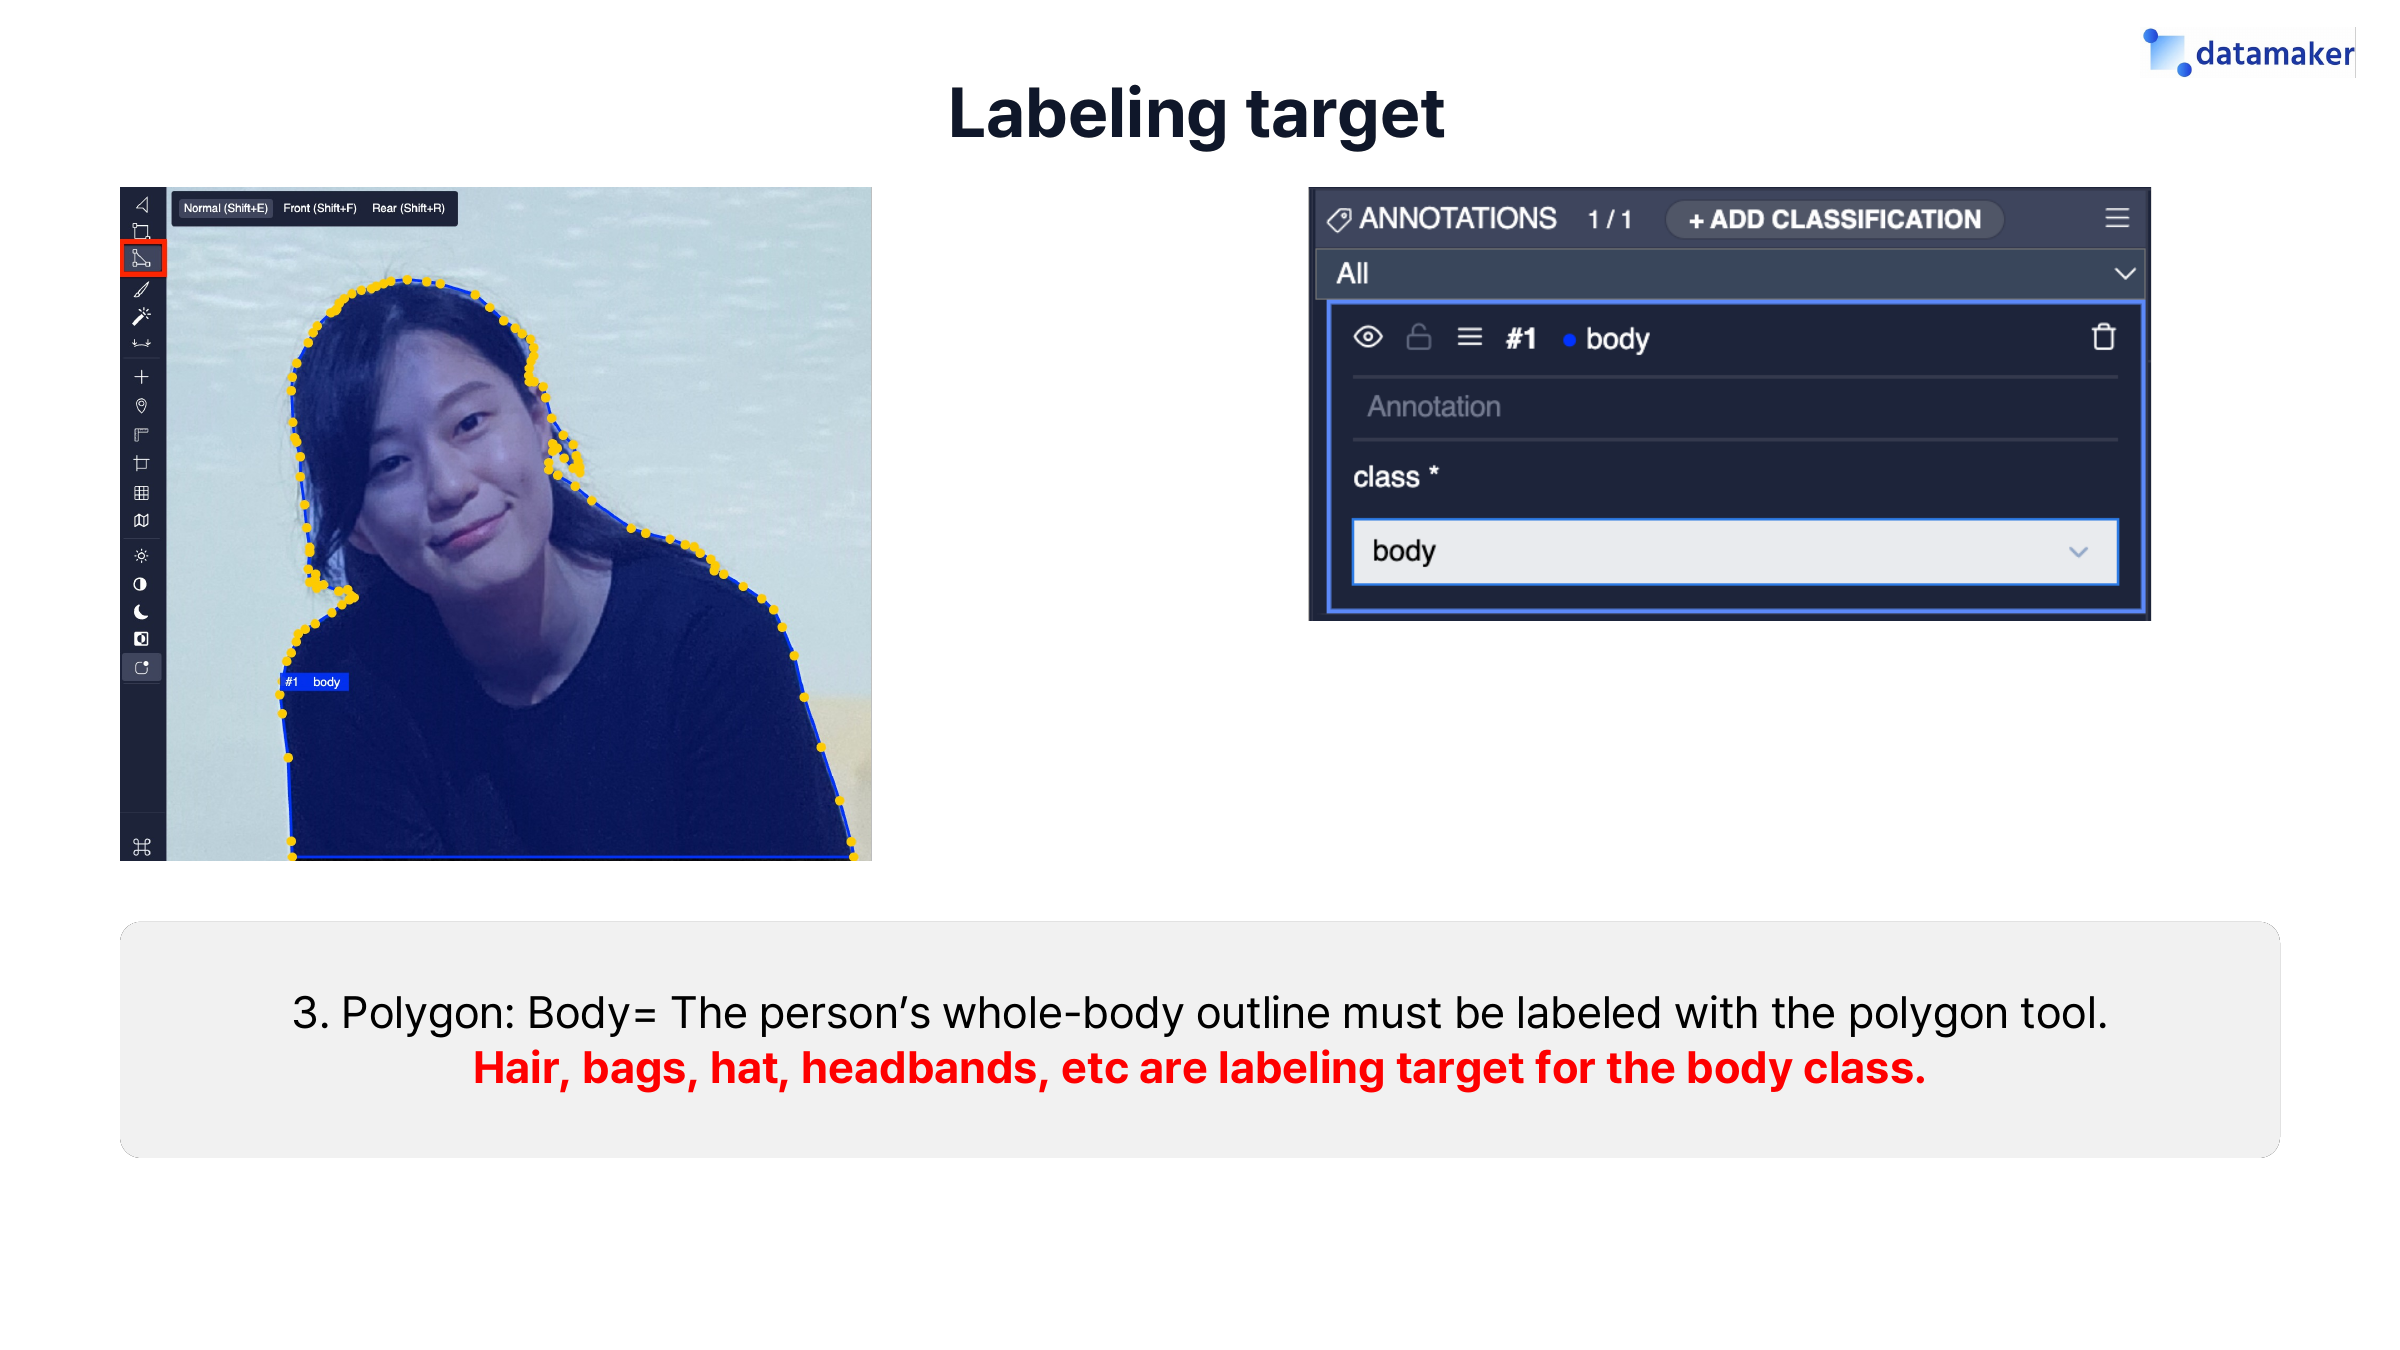 datamaker
Labeling target
Normal (Shift+E) Front (Shift+F) Rear (Shift+R)
#1 body
ANNOTATIONS 1 / 1 + ADD CLASSIFICATION
All
#1 body
Annotation
class *
body
3. Polygon: Body= The person’s whole-body outline must be labeled with the polygon tool.
Hair, bags, hat, headbands, etc are labeling target for the body class.